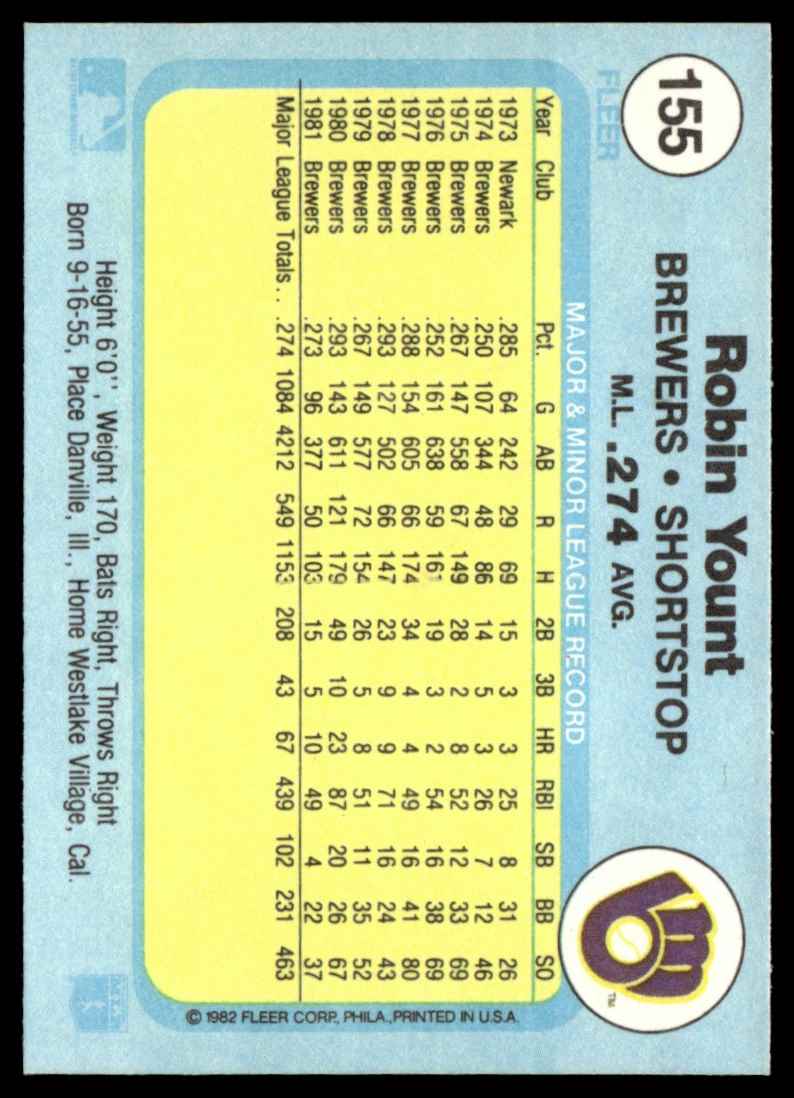 155
FLEER
Robin Yount
BREWERS • SHORTSTOP
M.L. .274 AVG.
MAJOR & MINOR LEAGUE RECORD
Year Club Pct. G AB R H 2B 3B HR RBI SB BB SO
1973 Newark .285 64 242 29 69 15 3 3 25 8 31 26
1974 Brewers .250 107 344 48 86 14 5 3 26 7 12 46
1975 Brewers .267 147 558 67 149 28 2 8 52 12 33 69
1976 Brewers .252 161 638 59 161 19 3 2 54 16 38 69
1977 Brewers .288 154 605 66 174 34 4 4 49 16 41 80
1978 Brewers .293 127 502 66 147 23 9 9 71 16 24 43
1979 Brewers .267 149 577 72 154 26 5 8 51 11 35 52
1980 Brewers .293 143 611 121 179 49 10 23 87 20 26 67
1981 Brewers .273 96 377 50 103 15 5 10 49 4 22 37
Major League Totals . . .274 1084 4212 549 1153 208 43 67 439 102 231 463
© 1982 FLEER CORP., PHILA., PRINTED IN U.S.A.
Height 6'0", Weight 170, Bats Right, Throws Right
Born 9-16-55, Place Danville, Ill., Home Westlake Village, Cal.
TM